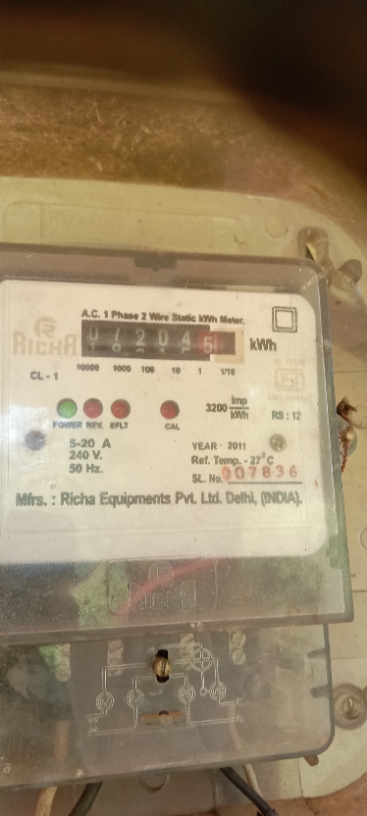 A.C. 1 Phase 2 Wire Static kWh Meter.
RICHA
072045 kWh
CL - 1
10000 1000 100 10 1 1/10
3200 imp/kWh
RS : 12
POWER REV. EFLT CAL
5-20 A
240 V.
50 Hz.
YEAR - 2011
Ref. Temp. - 27°C
SL. No. 007836
Mfrs. : Richa Equipments Pvt. Ltd. Delhi, (INDIA).